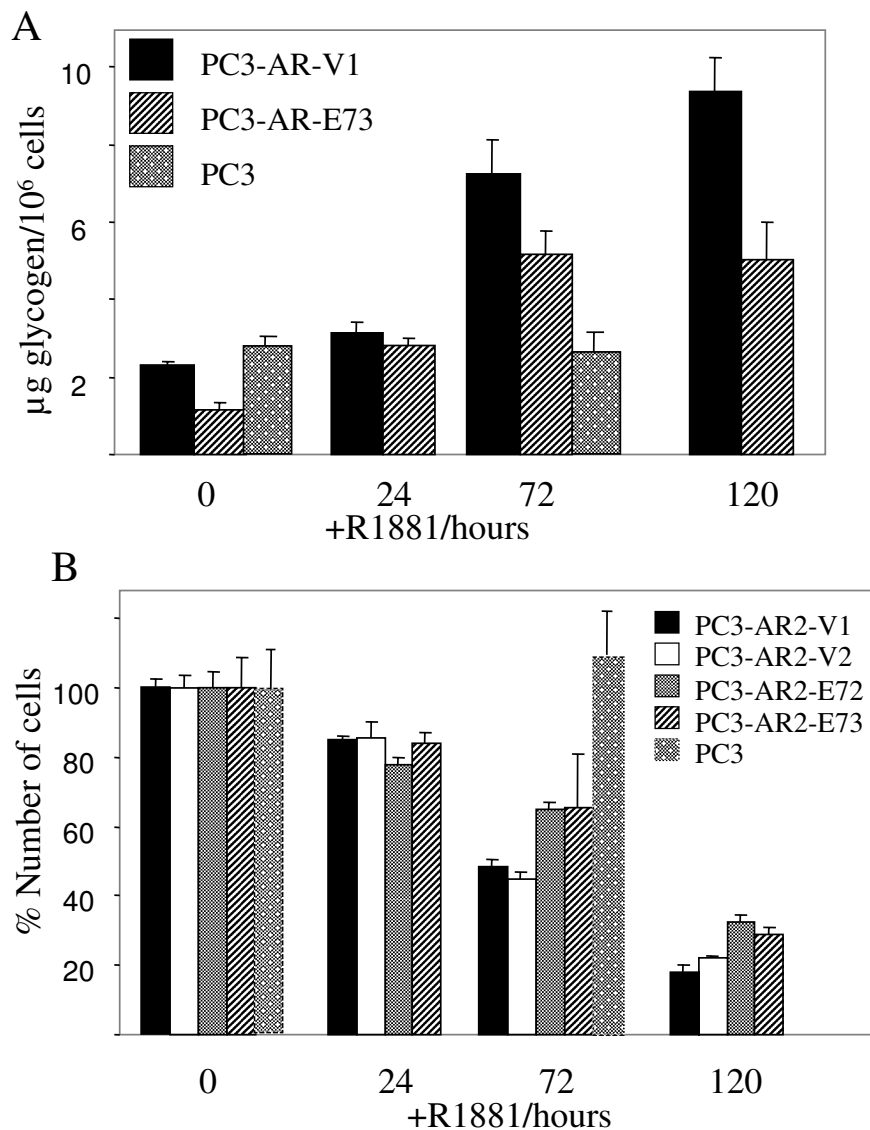 A
PC3-AR-V1
PC3-AR-E73
PC3
10
6
2
µg glycogen/10⁶ cells
0 24 72 120
+R1881/hours
B
PC3-AR2-V1
PC3-AR2-V2
PC3-AR2-E72
PC3-AR2-E73
PC3
100
80
60
40
20
% Number of cells
0 24 72 120
+R1881/hours